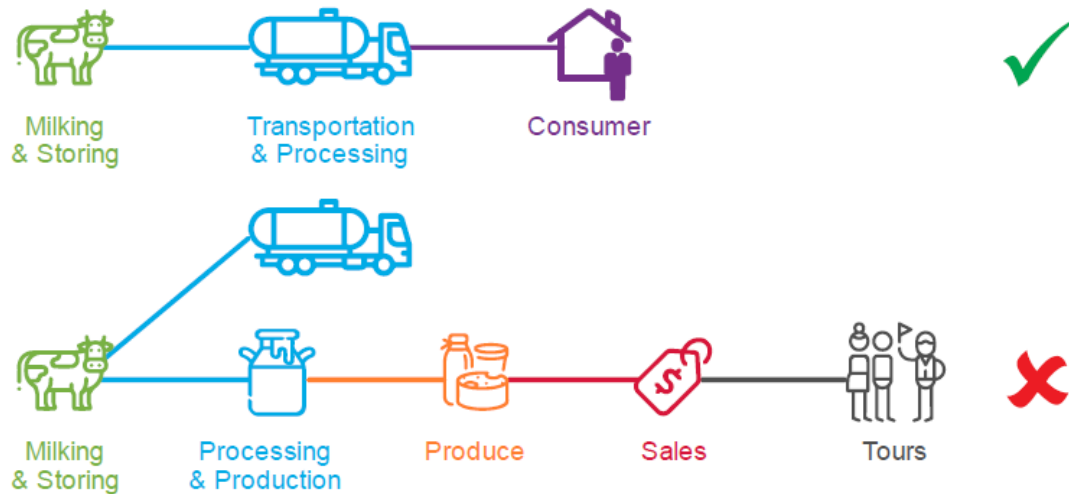 Milking
& Storing
Transportation
& Processing
Consumer
$
Milking
& Storing
Processing
& Production
Produce
Sales
Tours